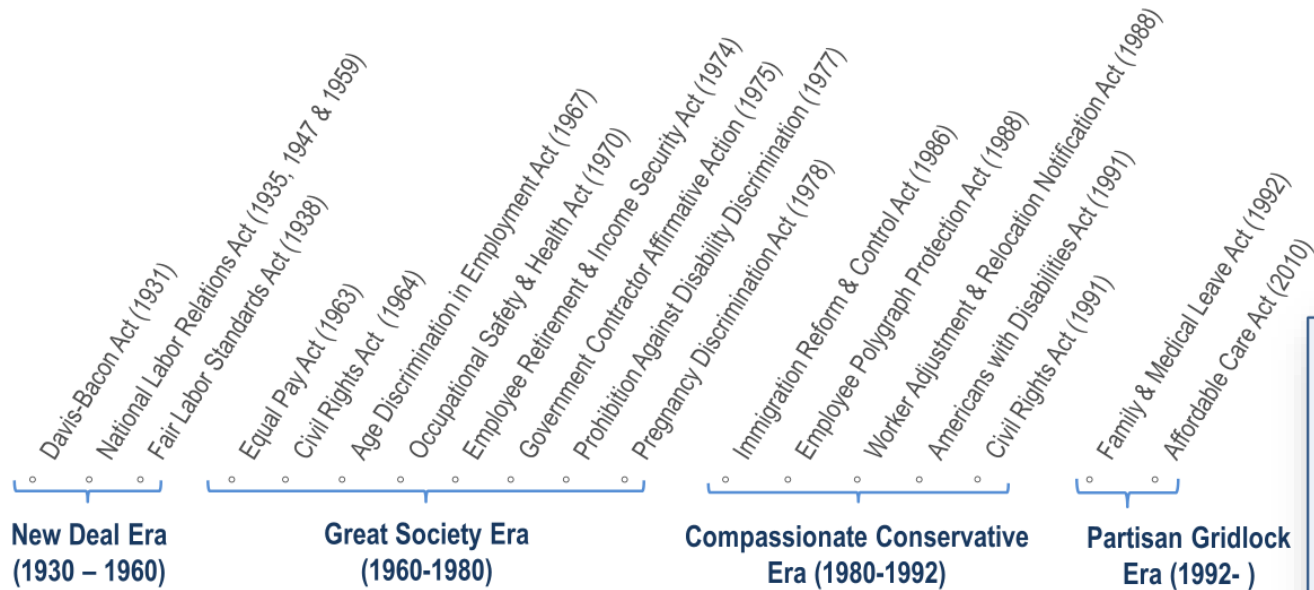 Davis-Bacon Act (1931)
National Labor Relations Act (1935, 1947 & 1959)
Fair Labor Standards Act (1938)
Equal Pay Act (1963)
Civil Rights Act  (1964)
Age Discrimination in Employment Act (1967)
Occupational Safety & Health Act (1970)
Employee Retirement & Income Security Act (1974)
Government Contractor Affirmative Action (1975)
Prohibition Against Disability Discrimination (1977)
Pregnancy Discrimination Act (1978)
Immigration Reform & Control Act (1986)
Employee Polygraph Protection Act (1988)
Worker Adjustment & Relocation Notification Act (1988)
Americans with Disabilities Act (1991)
Civil Rights Act (1991)
Family & Medical Leave Act (1992)
Affordable Care Act (2010)
New Deal Era
(1930 – 1960)
Great Society Era
(1960-1980)
Compassionate Conservative
Era (1980-1992)
Partisan Gridlock
Era (1992- )